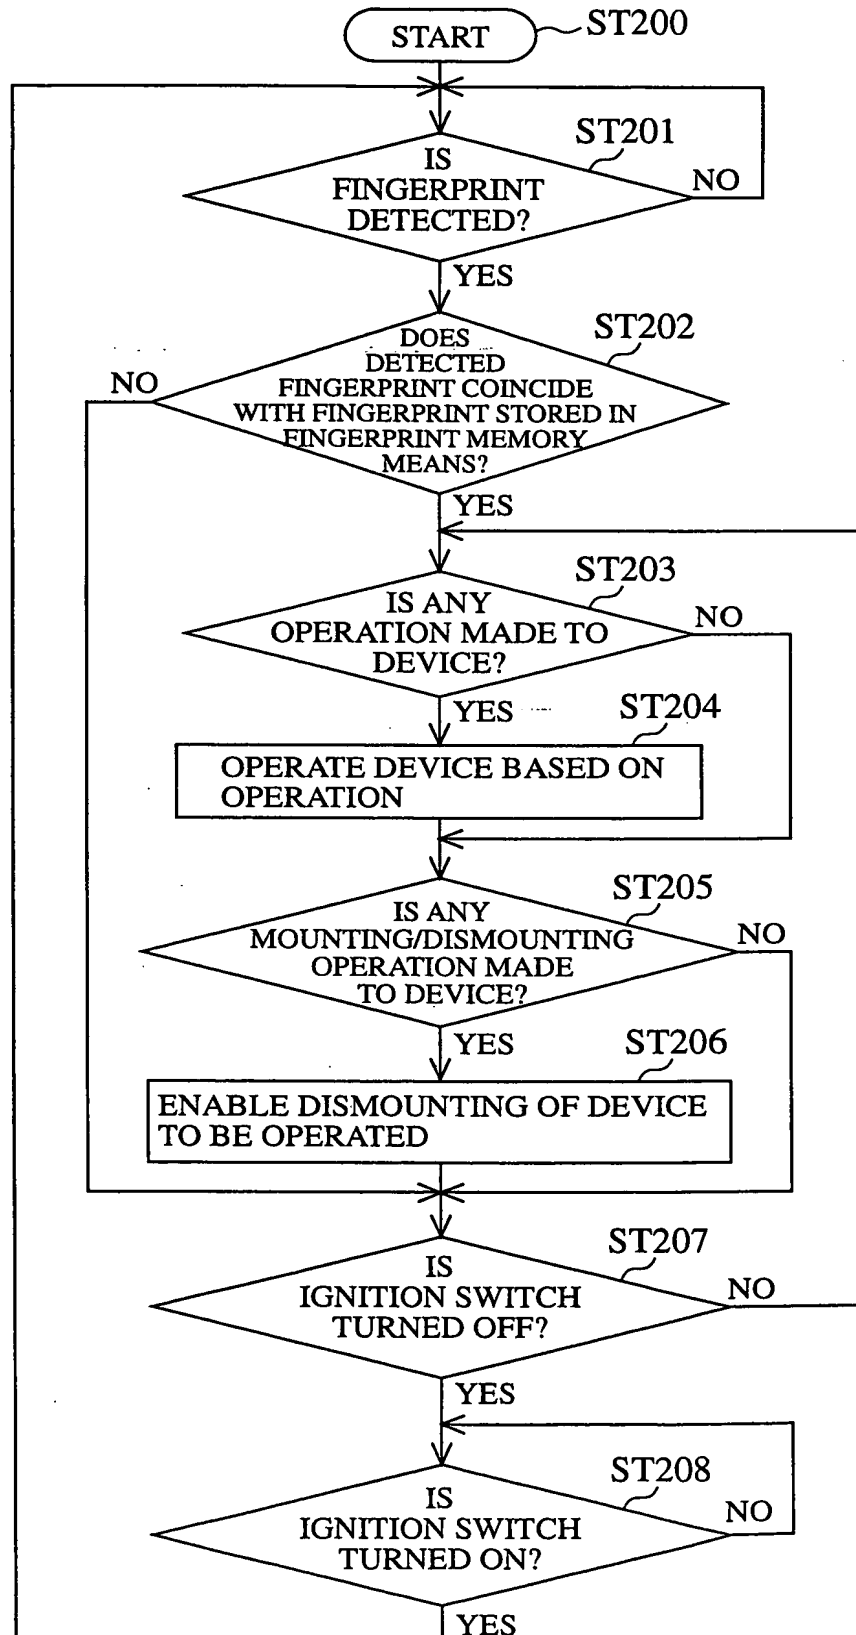 START
ST200
ST201
IS
FINGERPRINT
DETECTED?
NO
YES
ST202
DOES
DETECTED
FINGERPRINT COINCIDE
WITH FINGERPRINT STORED IN
FINGERPRINT MEMORY
MEANS?
NO
YES
ST203
IS ANY
OPERATION MADE TO
DEVICE?
NO
YES
ST204
OPERATE DEVICE BASED ON
OPERATION
ST205
IS ANY
MOUNTING/DISMOUNTING
OPERATION MADE
TO DEVICE?
NO
YES
ST206
ENABLE DISMOUNTING OF DEVICE
TO BE OPERATED
ST207
IS
IGNITION SWITCH
TURNED OFF?
NO
YES
ST208
IS
IGNITION SWITCH
TURNED ON?
NO
YES